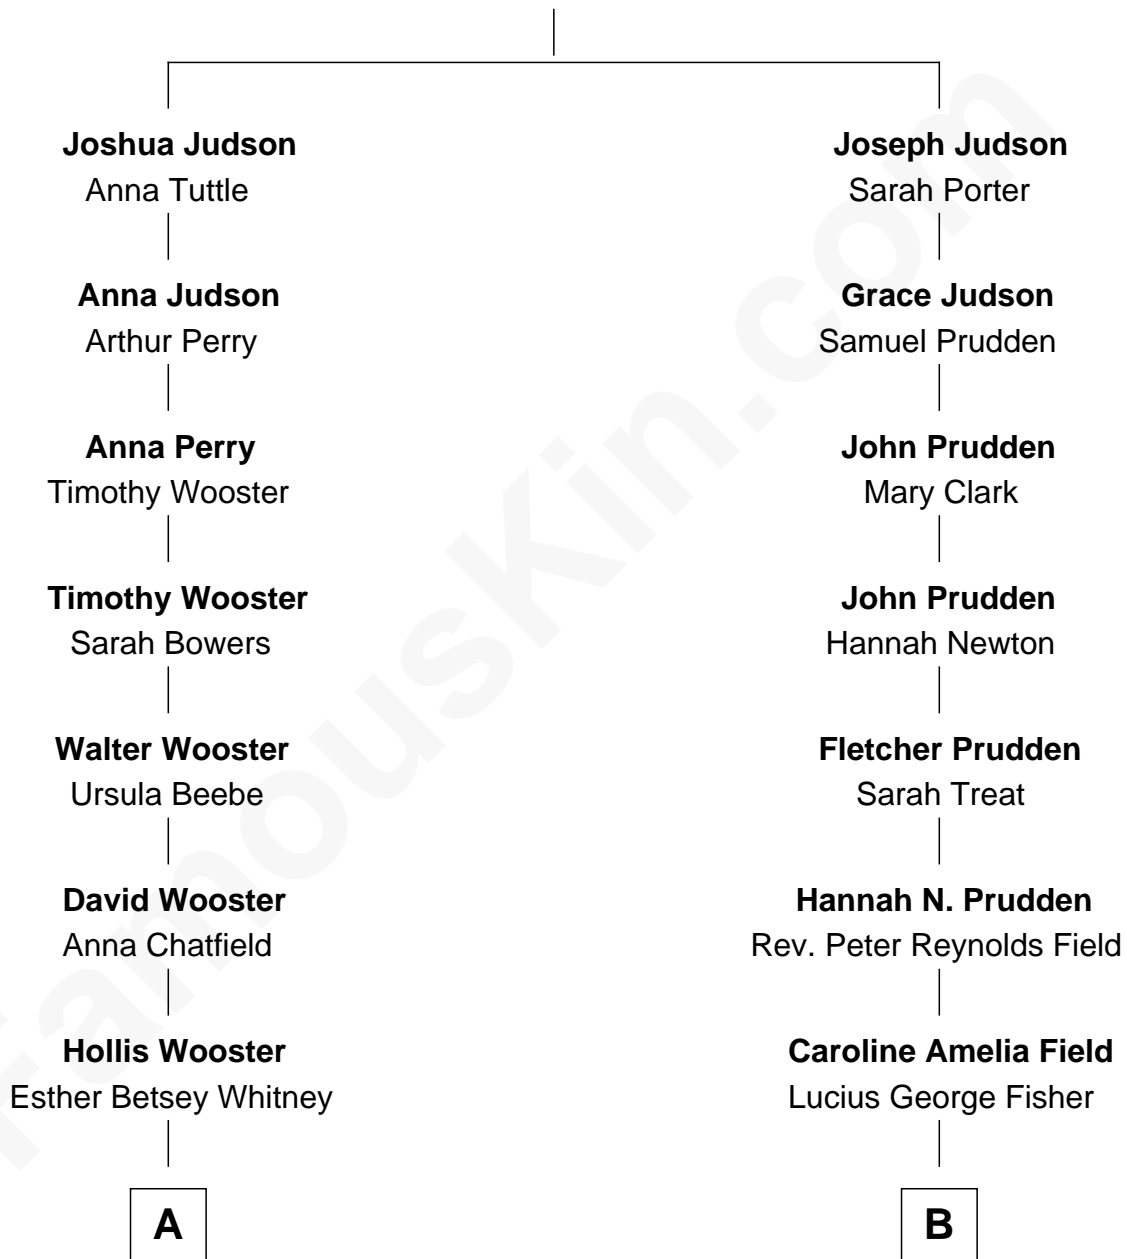 Joshua Judson
Anna Tuttle
Joseph Judson
Sarah Porter
Anna Judson
Arthur Perry
Grace Judson
Samuel Prudden
Anna Perry
Timothy Wooster
John Prudden
Mary Clark
Timothy Wooster
Sarah Bowers
John Prudden
Hannah Newton
Walter Wooster
Ursula Beebe
Fletcher Prudden
Sarah Treat
David Wooster
Anna Chatfield
Hannah N. Prudden
Rev. Peter Reynolds Field
Hollis Wooster
Esther Betsey Whitney
Caroline Amelia Field
Lucius George Fisher
A
B
FamousKin.com